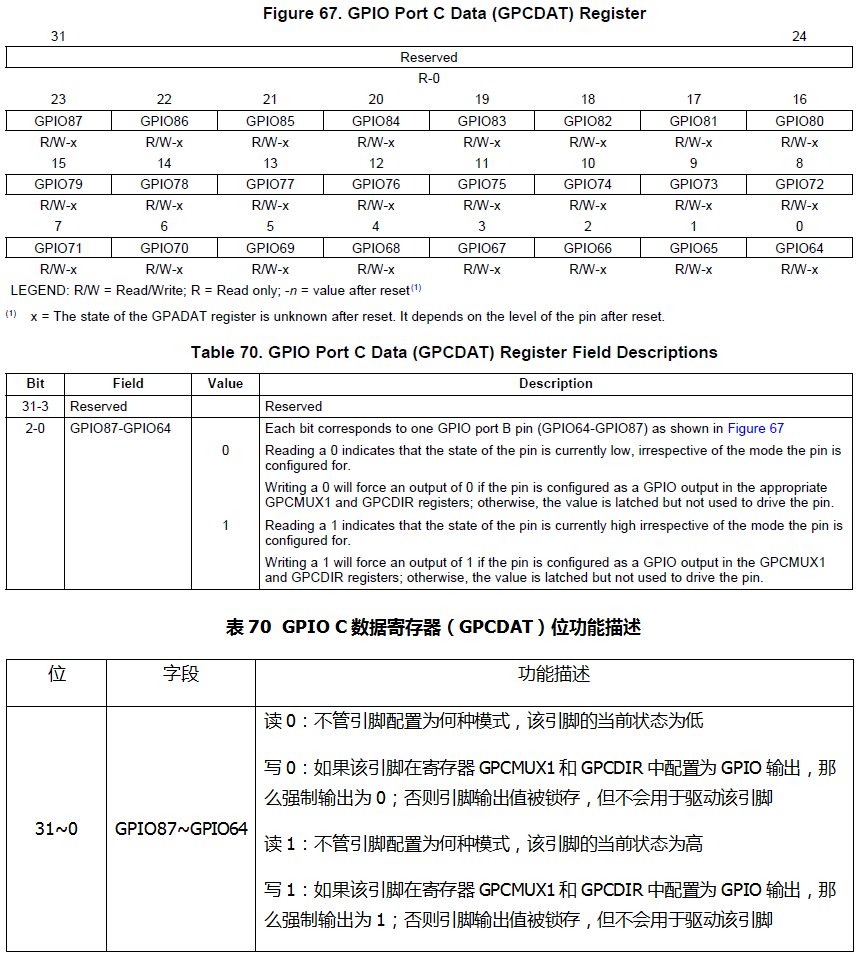 Figure 67. GPIO Port C Data (GPCDAT) Register
31 24
Reserved
R-0
23 22 21 20 19 18 17 16
GPIO87 GPIO86 GPIO85 GPIO84 GPIO83 GPIO82 GPIO81 GPIO80
R/W-x R/W-x R/W-x R/W-x R/W-x R/W-x R/W-x R/W-x
15 14 13 12 11 10 9 8
GPIO79 GPIO78 GPIO77 GPIO76 GPIO75 GPIO74 GPIO73 GPIO72
R/W-x R/W-x R/W-x R/W-x R/W-x R/W-x R/W-x R/W-x
7 6 5 4 3 2 1 0
GPIO71 GPIO70 GPIO69 GPIO68 GPIO67 GPIO66 GPIO65 GPIO64
R/W-x R/W-x R/W-x R/W-x R/W-x R/W-x R/W-x R/W-x
LEGEND: R/W = Read/Write; R = Read only; -n = value after reset(1)
(1) x = The state of the GPADAT register is unknown after reset. It depends on the level of the pin after reset.
Table 70. GPIO Port C Data (GPCDAT) Register Field Descriptions
Bit Field Value Description
31-3 Reserved Reserved
2-0 GPIO87-GPIO64 Each bit corresponds to one GPIO port B pin (GPIO64-GPIO87) as shown in Figure 67
0 Reading a 0 indicates that the state of the pin is currently low, irrespective of the mode the pin is
configured for.
Writing a 0 will force an output of 0 if the pin is configured as a GPIO output in the appropriate
GPCMUX1 and GPCDIR registers; otherwise, the value is latched but not used to drive the pin.
1 Reading a 1 indicates that the state of the pin is currently high irrespective of the mode the pin is
configured for.
Writing a 1 will force an output of 1 if the pin is configured as a GPIO output in the GPCMUX1
and GPCDIR registers; otherwise, the value is latched but not used to drive the pin.
表 70 GPIO C 数据寄存器（GPCDAT）位功能描述
位 字段 功能描述
读 0：不管引脚配置为何种模式，该引脚的当前状态为低
写 0：如果该引脚在寄存器 GPCMUX1 和 GPCDIR 中配置为 GPIO 输出，那
么强制输出为 0；否则引脚输出值被锁存，但不会用于驱动该引脚
31~0 GPIO87~GPIO64
读 1：不管引脚配置为何种模式，该引脚的当前状态为高
写 1：如果该引脚在寄存器 GPCMUX1 和 GPCDIR 中配置为 GPIO 输出，那
么强制输出为 1；否则引脚输出值被锁存，但不会用于驱动该引脚